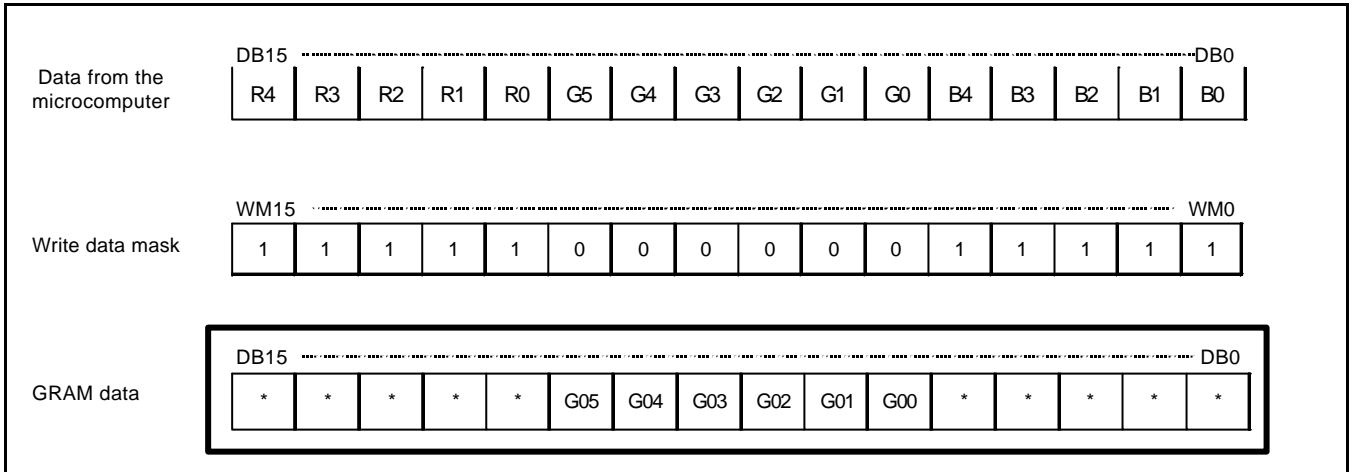 DB15 DB0
Data from the
microcomputer
R4 R3 R2 R1 R0 G5 G4 G3 G2 G1 G0 B4 B3 B2 B1 B0
WM15 WM0
Write data mask
1 1 1 1 1 0 0 0 0 0 0 1 1 1 1 1
DB15 DB0
GRAM data
* * * * * G05 G04 G03 G02 G01 G00 * * * * *